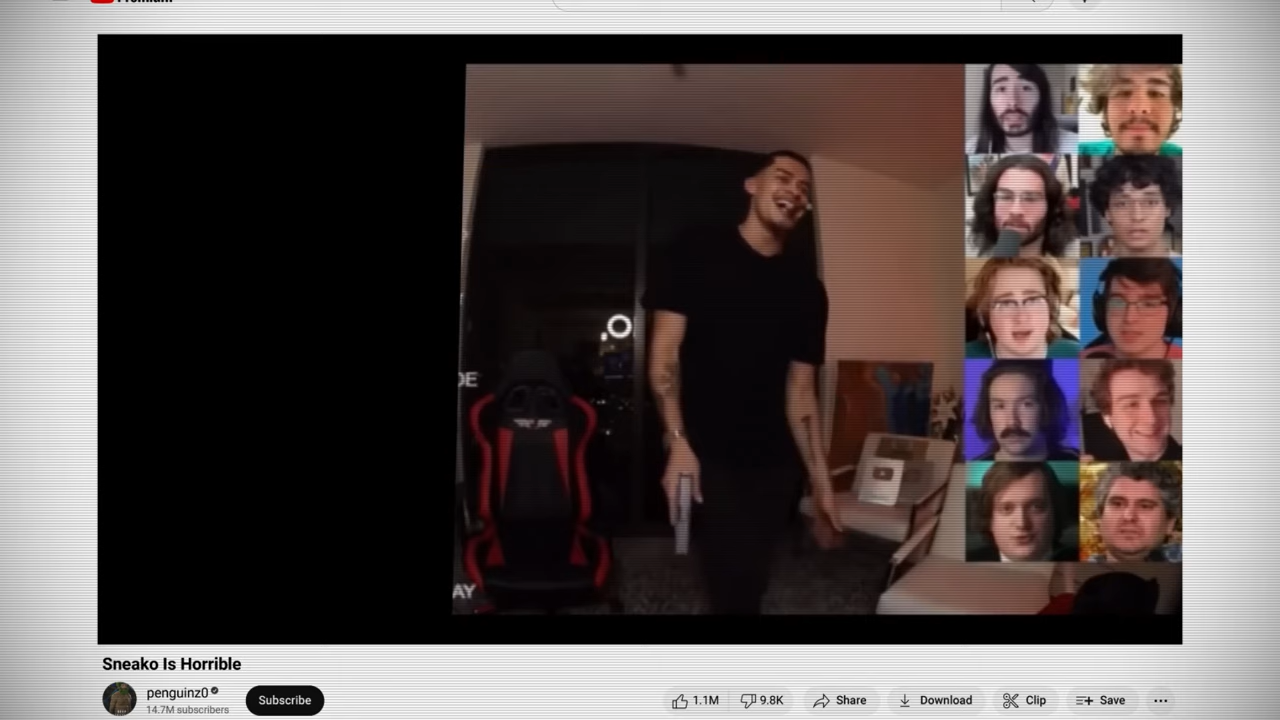 Premium
DE
AY
Sneako Is Horrible
penguinz0
14.7M subscribers
Subscribe
1.1M
9.8K
Share
Download
Clip
Save